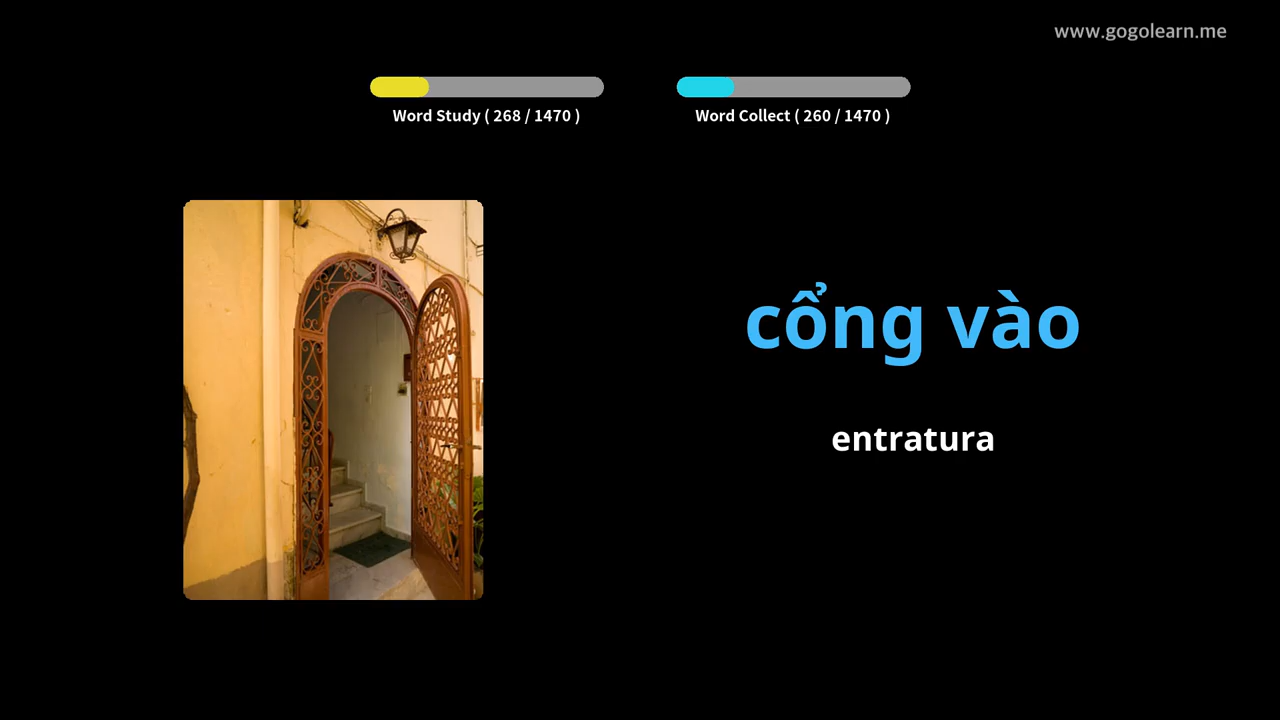 www.gogolearn.me
Word Study ( 268 / 1470 )
Word Collect ( 260 / 1470 )
cổng vào
entratura